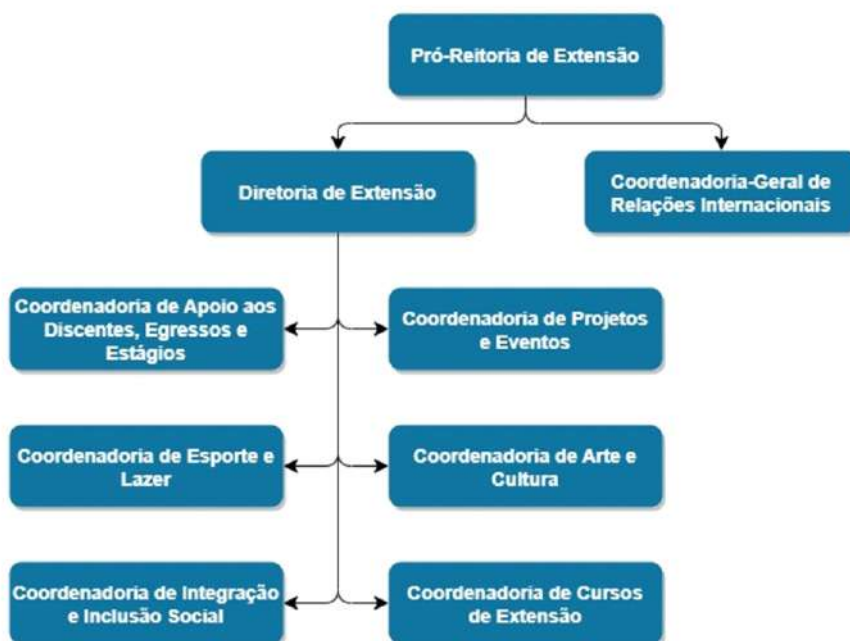 Pró-Reitoria de Extensão
Diretoria de Extensão
Coordenadoria-Geral de
Relações Internacionais
Coordenadoria de Apoio aos
Discentes, Egressos e
Estágios
Coordenadoria de Projetos
e Eventos
Coordenadoria de Esporte e
Lazer
Coordenadoria de Arte e
Cultura
Coordenadoria de Integração
e Inclusão Social
Coordenadoria de Cursos
de Extensão